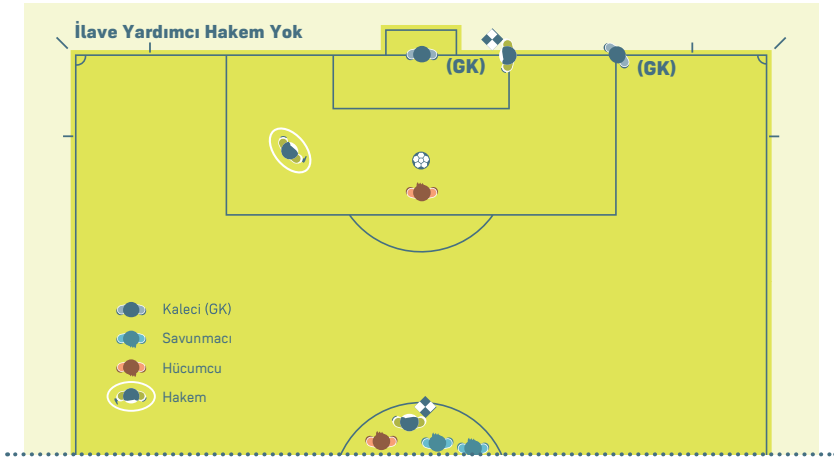 İlave Yardımcı Hakem Yok
(GK)
(GK)
Kaleci (GK)
Savunmacı
Hücumcu
Hakem